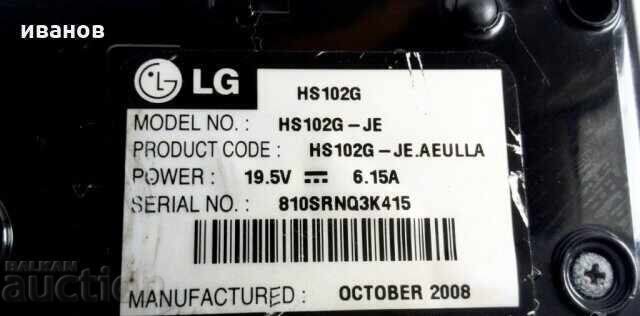 иванов
LG HS102G
MODEL NO. : HS102G-JE
PRODUCT CODE : HS102G-JE.AEULLA
POWER : 19.5V ⎓ 6.15A
SERIAL NO. : 810SRNQ3K415
BALKAN
auction
MANUFACTURED : OCTOBER 2008